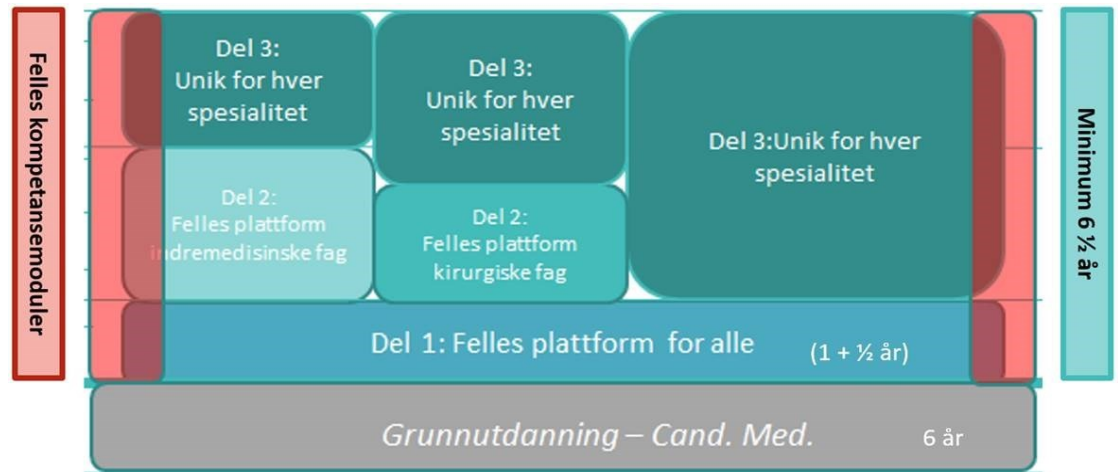 Felles kompetansemoduler
Del 3:
Unik for hver
spesialitet
Del 2:
Felles plattform
indremedisinske fag
Del 3:
Unik for hver
spesialitet
Del 2:
Felles plattform
kirurgiske fag
Del 3:Unik for hver
spesialitet
Minimum 6 ½ år
Del 1: Felles plattform for alle (1 + ½ år)
Grunnutdanning – Cand. Med. 6 år